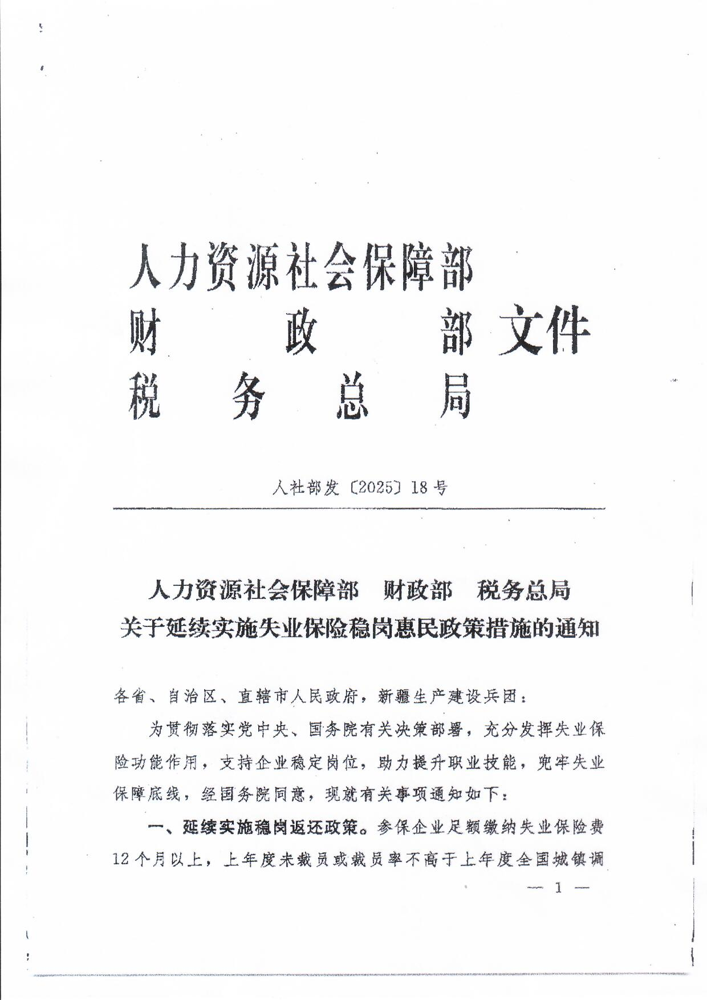 人力资源社会保障部
财政部 文件
税务总局
人社部发〔2025〕18号
人力资源社会保障部 财政部 税务总局
关于延续实施失业保险稳岗惠民政策措施的通知
各省、自治区、直辖市人民政府，新疆生产建设兵团：
为贯彻落实党中央、国务院有关决策部署，充分发挥失业保
险功能作用，支持企业稳定岗位，助力提升职业技能，兜牢失业
保障底线，经国务院同意，现就有关事项通知如下：
一、延续实施稳岗返还政策。参保企业足额缴纳失业保险费
12个月以上，上年度未裁员或裁员率不高于上年度全国城镇调
— 1 —